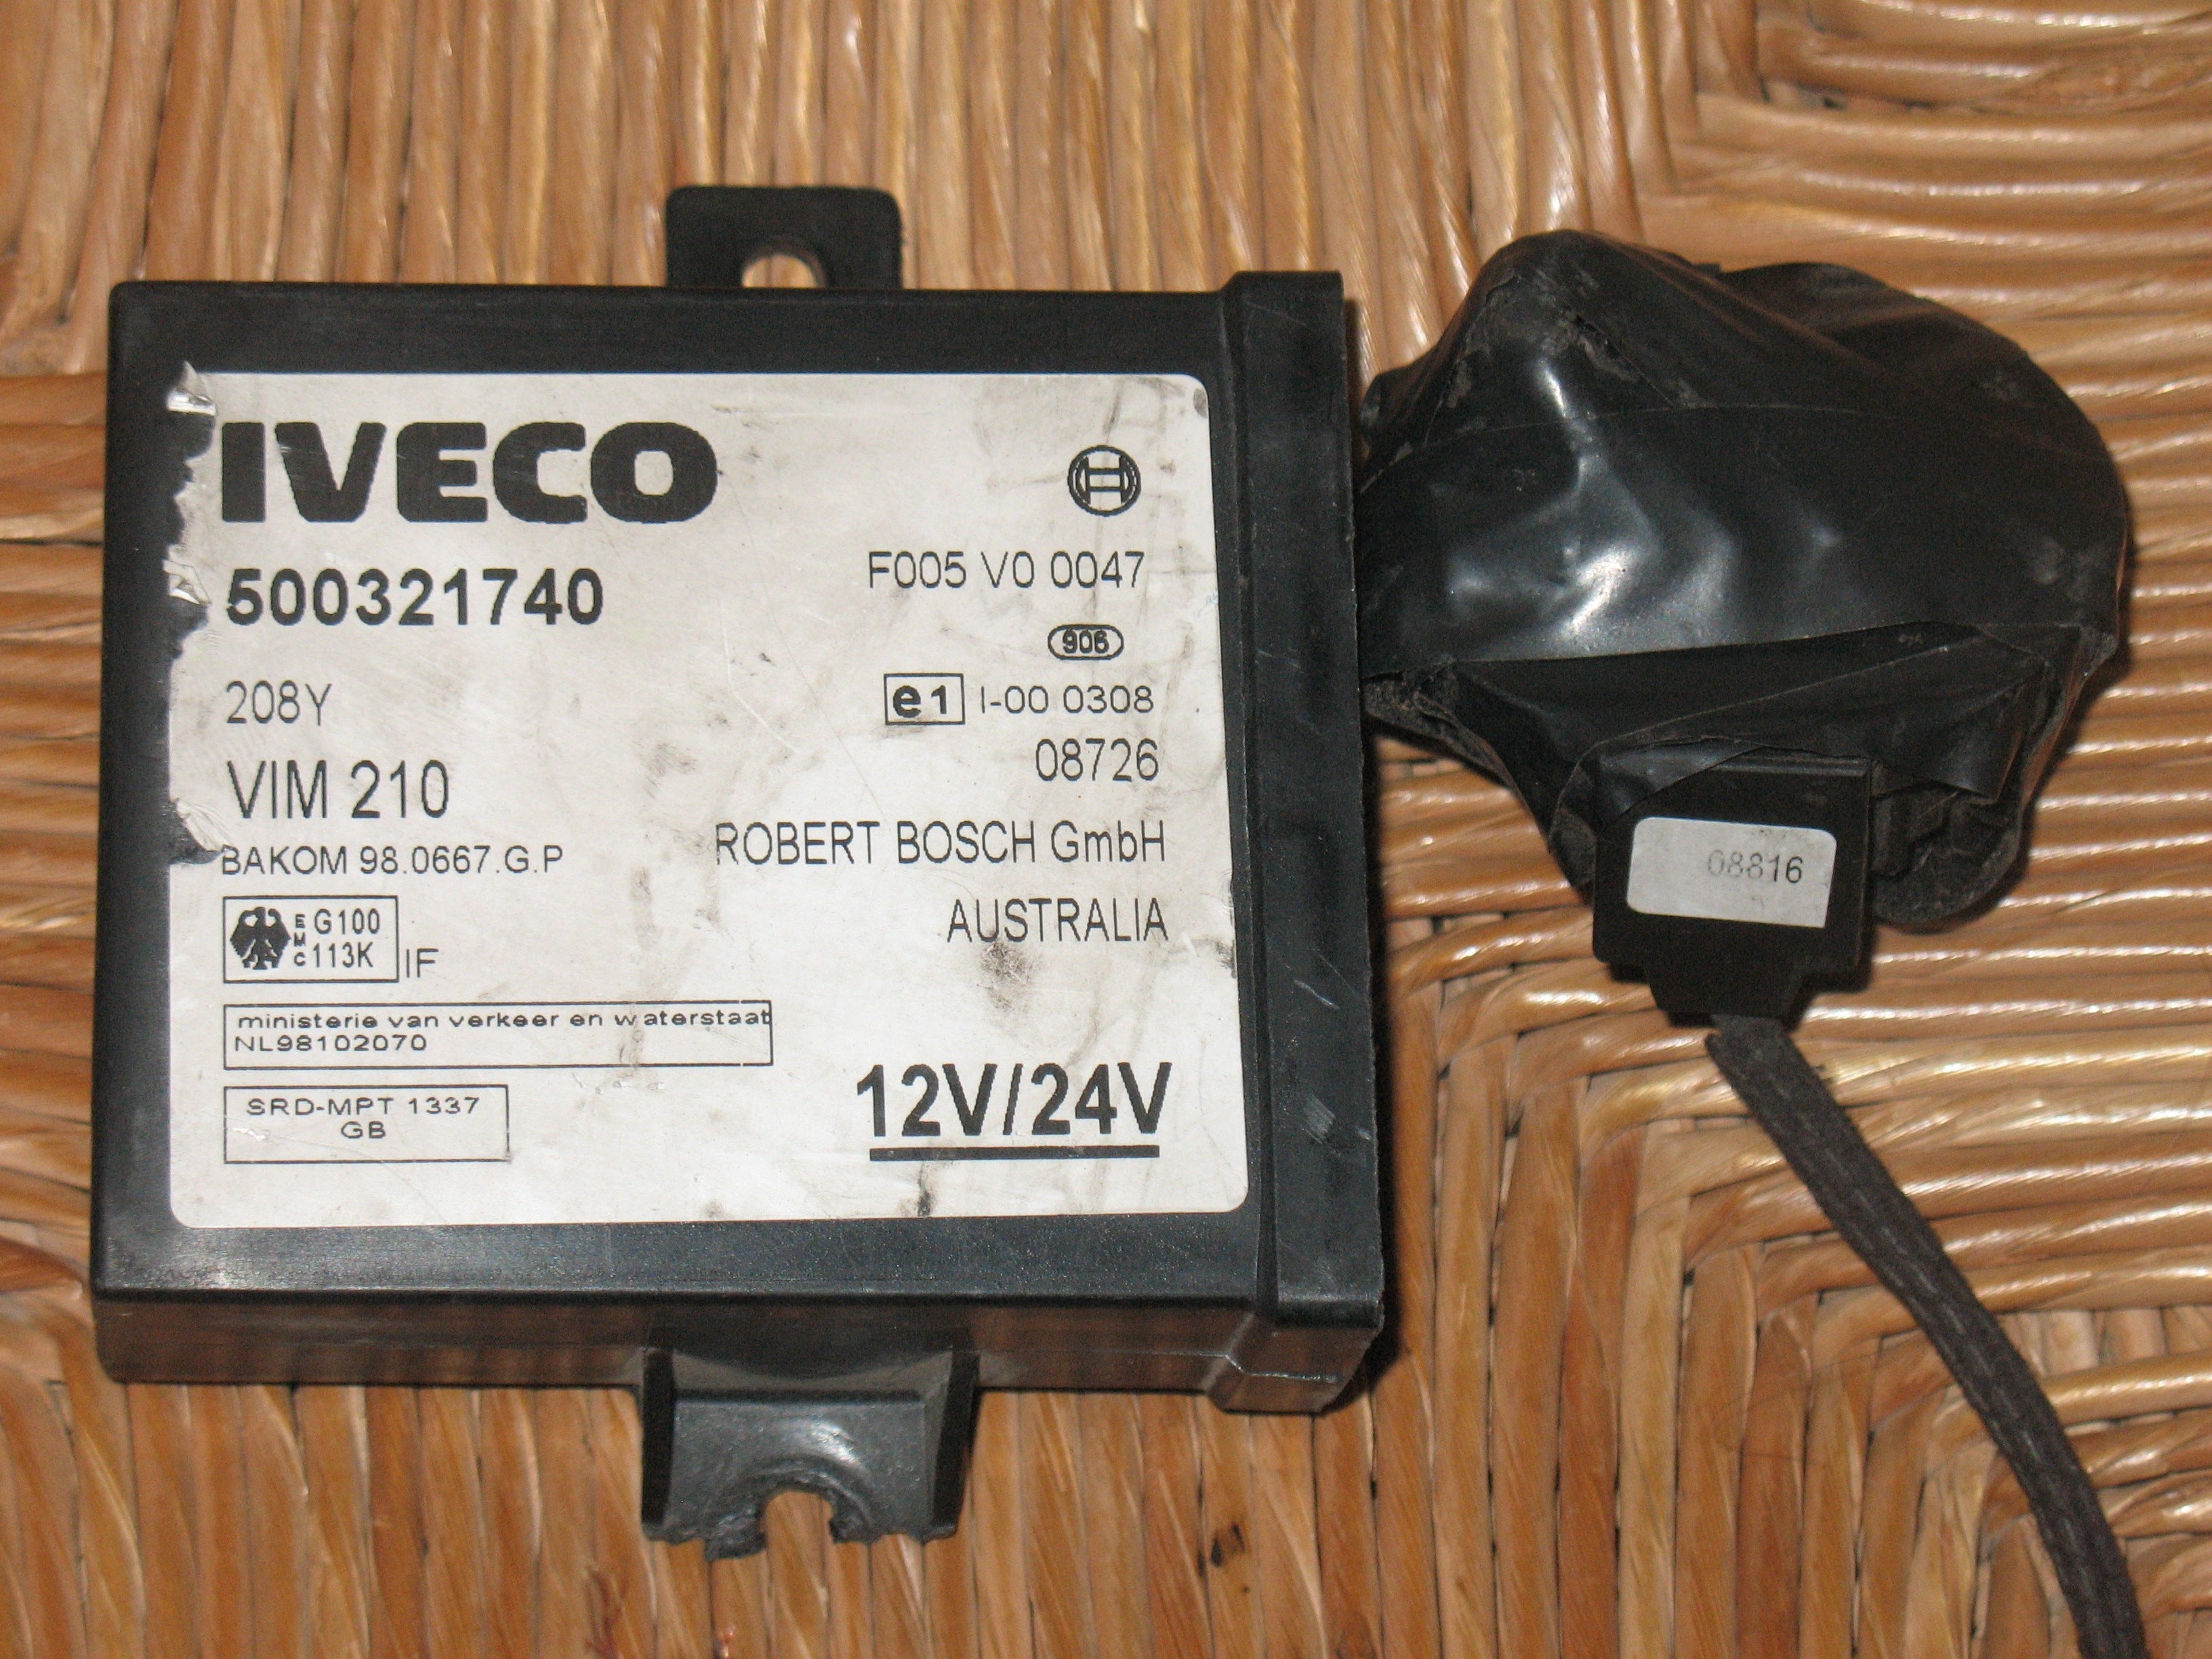 IVECO
500321740
F005 V0 0047
906
208Y
e1 I-00 0308
VIM 210
08726
BAKOM 98.0667.G.P
ROBERT BOSCH GmbH
AUSTRALIA
EMC G100
113K IF
ministerie van verkeer en waterstaat
NL98102070
SRD-MPT 1337
GB
12V/24V
08816